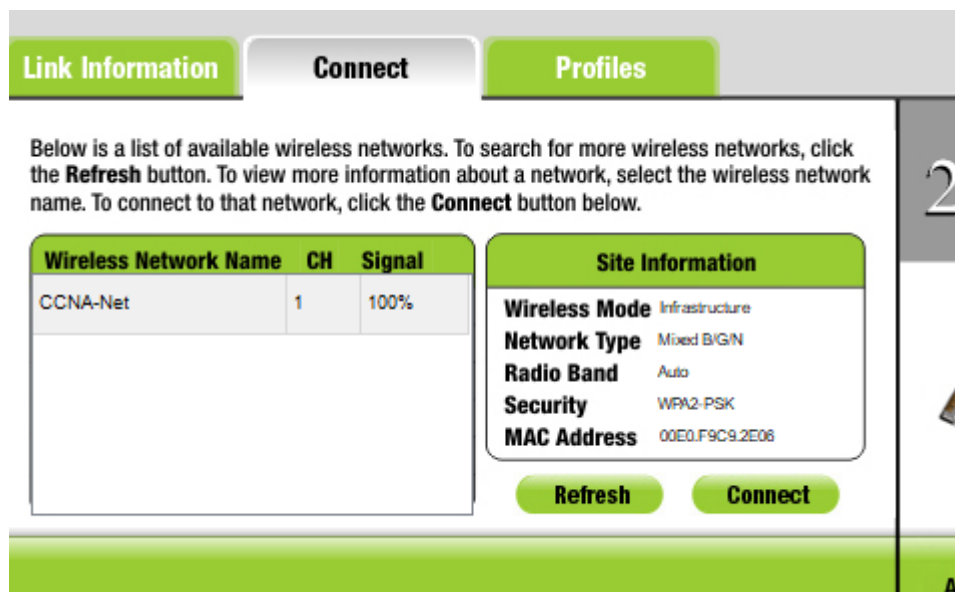 Link Information
Connect
Profiles
Below is a list of available wireless networks. To search for more wireless networks, click
the Refresh button. To view more information about a network, select the wireless network
name. To connect to that network, click the Connect button below.
Wireless Network Name CH Signal
CCNA-Net 1 100%
Site Information
Wireless Mode Infrastructure
Network Type Mixed B/G/N
Radio Band Auto
Security WPA2-PSK
MAC Address 00E0.F9C9.2E06
Refresh
Connect
2
A